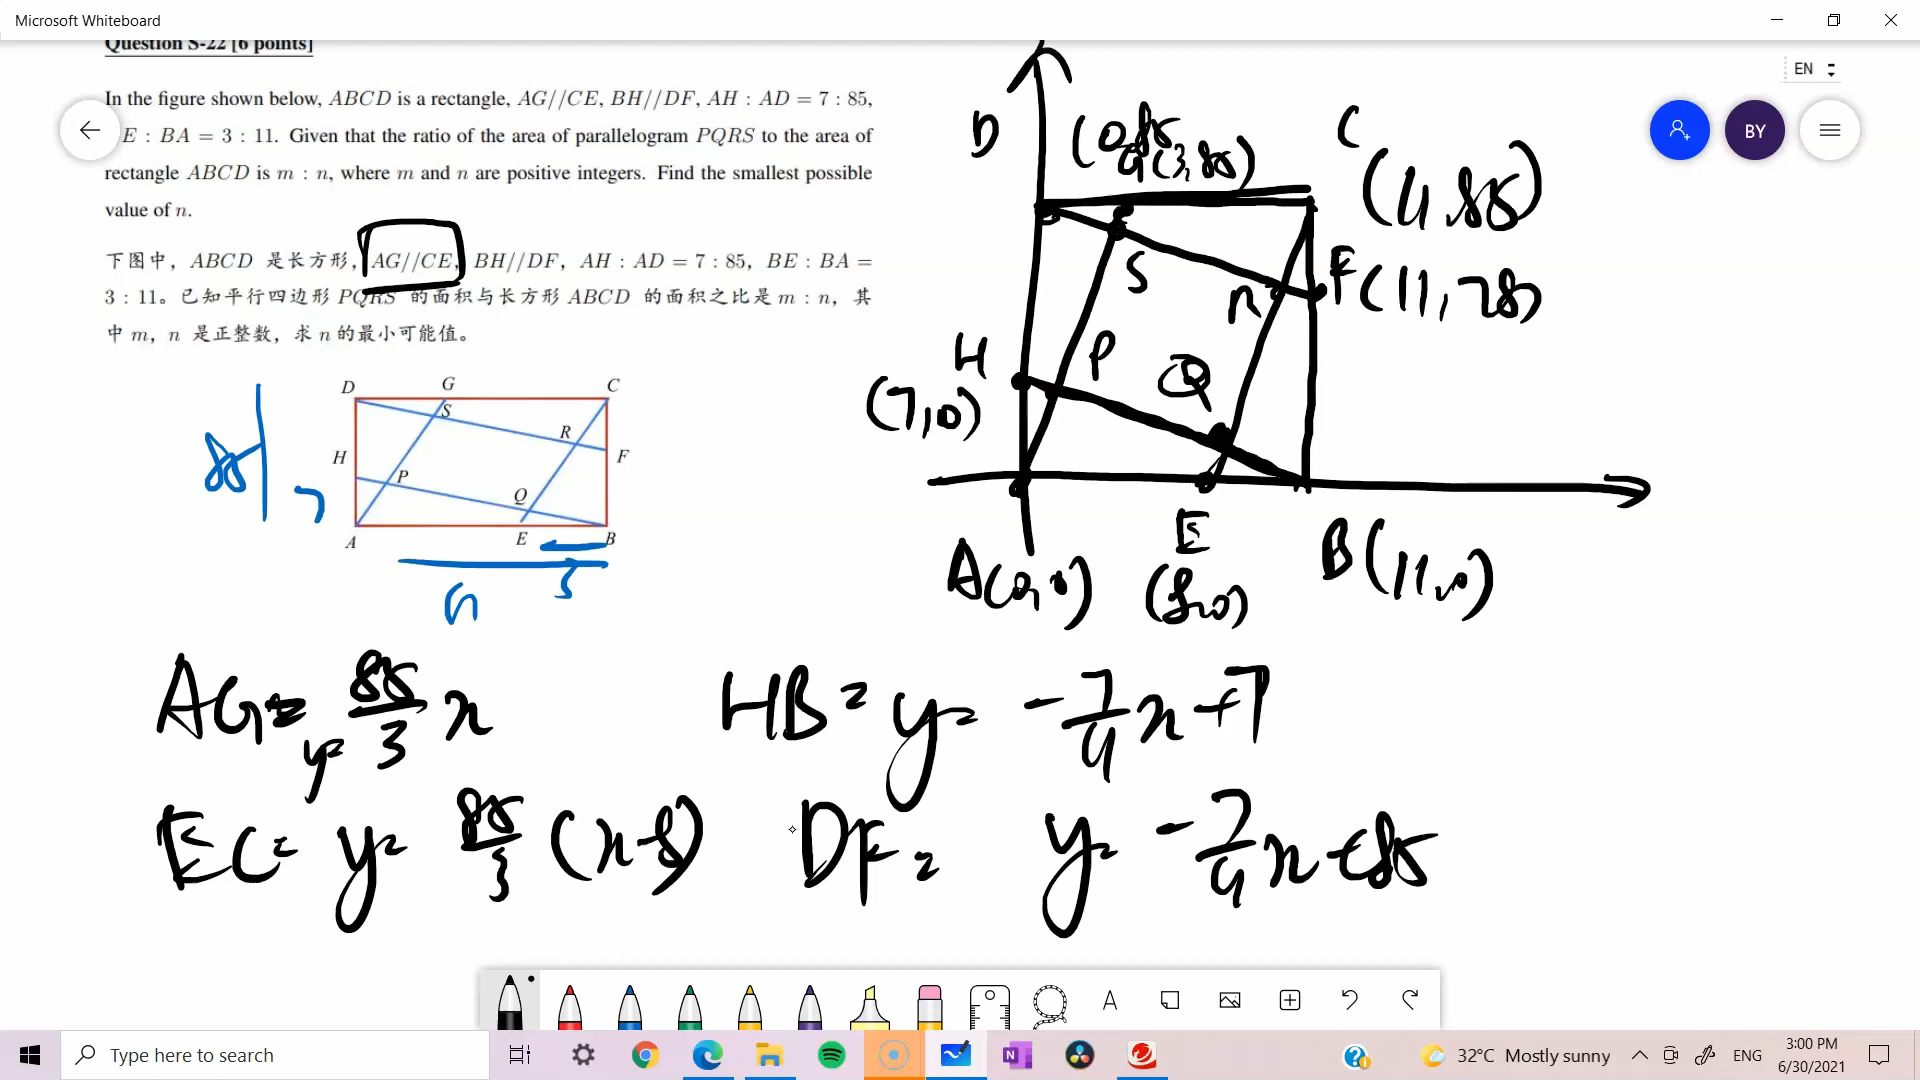 Microsoft Whiteboard
Question S-22 [6 points]
In the figure shown below, ABCD is a rectangle, AG//CE, BH//DF, AH : AD = 7 : 85,
E : BA = 3 : 11. Given that the ratio of the area of parallelogram PQRS to the area of
rectangle ABCD is m : n, where m and n are positive integers. Find the smallest possible
value of n.
下图中，ABCD 是长方形，AG//CE，BH//DF，AH : AD = 7 : 85，BE : BA =
3 : 11。已知平行四边形 PQRS 的面积与长方形 ABCD 的面积之比是 m : n，其
中 m，n 是正整数，求 n 的最小可能值。
D G C
S
R
H F
P
Q
A E B
85
7
11
3
EN
BY
D (0,85
G(3,85)
C
(11,85)
S
R
F(11,78)
H
(7,0)
P
Q
A(0,0)
E
(8,0)
B(11,0)
AG= y= 85/3 x
HB= y= -7/11 x+7
EC= y= 85/3 (x-8)
DF= y= -7/11 x+85
Type here to search
32°C Mostly sunny
ENG
3:00 PM
6/30/2021